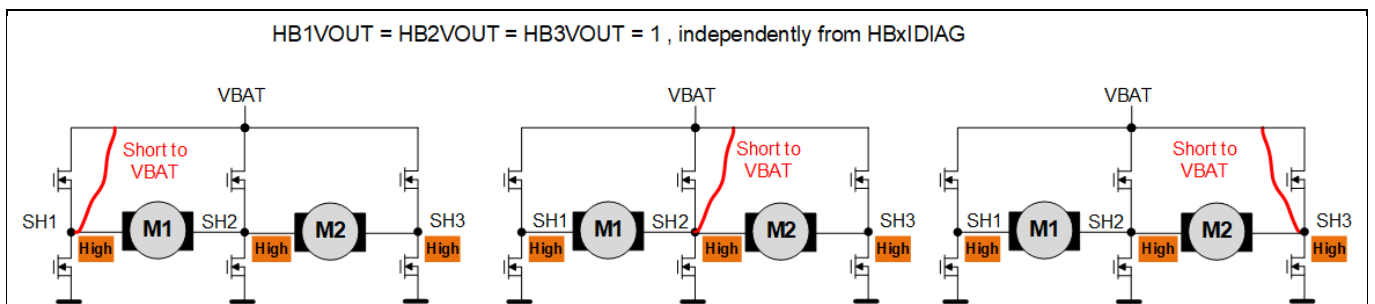 HB1VOUT = HB2VOUT = HB3VOUT = 1 , independently from HBxIDIAG
VBAT
Short to
VBAT
SH1
M1
SH2
M2
SH3
High
High
High
VBAT
Short to
VBAT
SH1
M1
SH2
M2
SH3
High
High
High
VBAT
Short to
VBAT
SH1
M1
SH2
M2
SH3
High
High
High